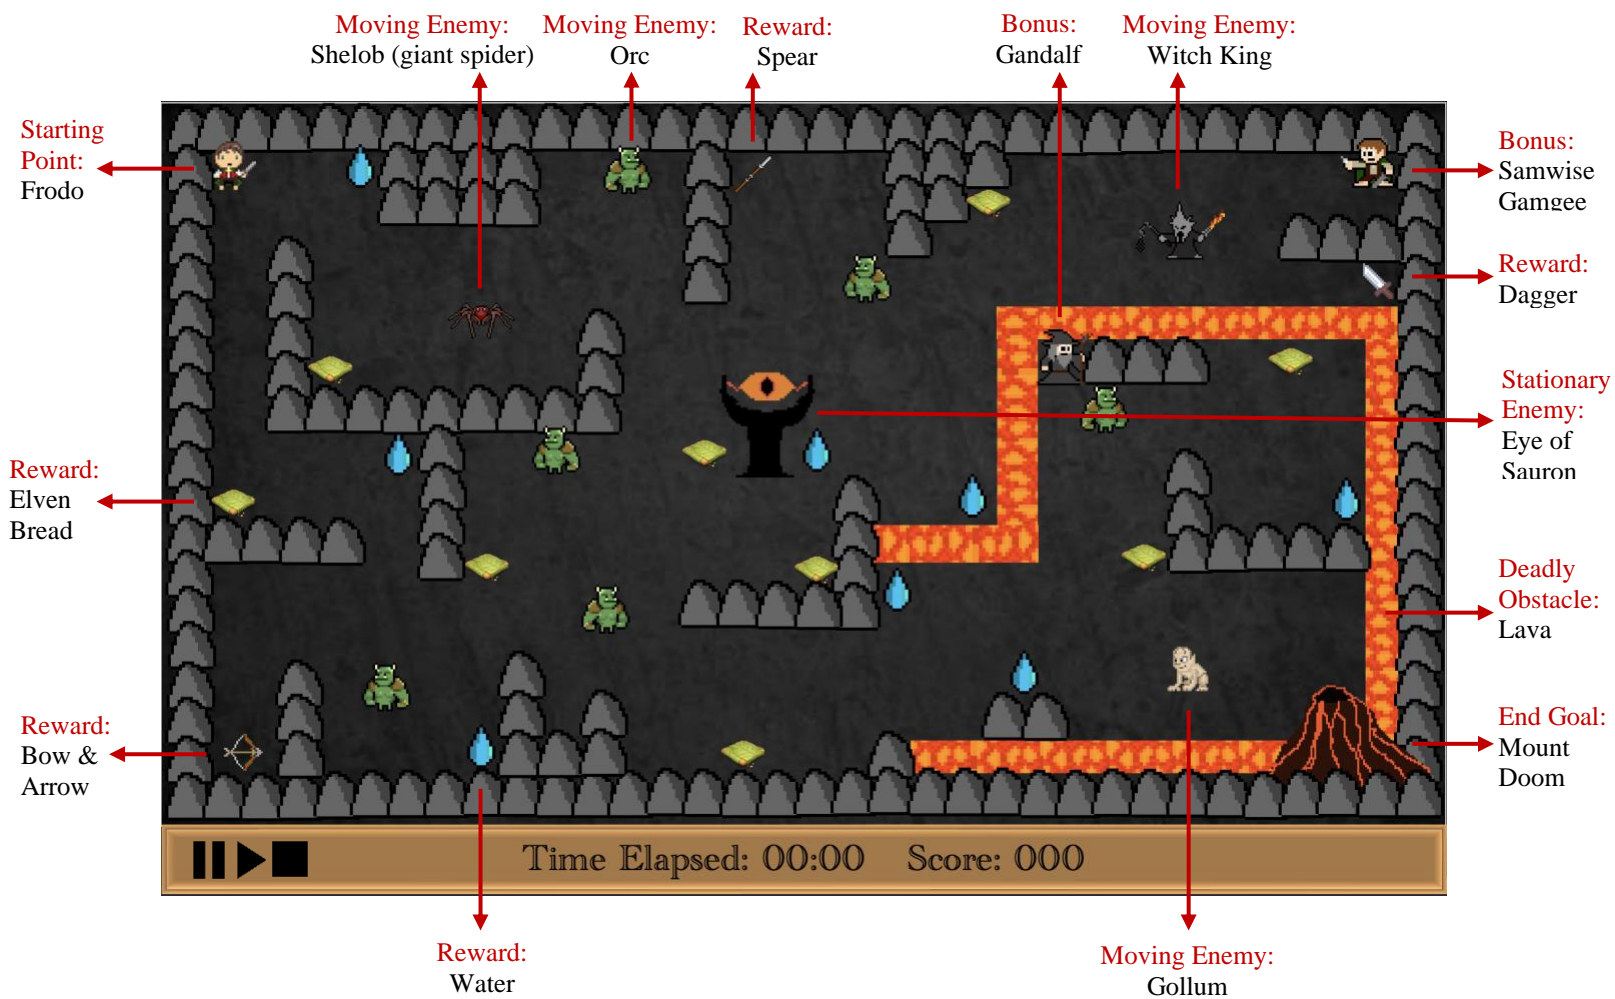 Moving Enemy:
Shelob (giant spider)
Moving Enemy:
Orc
Reward:
Spear
Bonus:
Gandalf
Moving Enemy:
Witch King
Starting
Point:
Frodo
Bonus:
Samwise
Gamgee
Reward:
Dagger
Stationary
Enemy:
Eye of
Sauron
Reward:
Elven
Bread
Deadly
Obstacle:
Lava
Reward:
Bow &
Arrow
End Goal:
Mount
Doom
Time Elapsed: 00:00 Score: 000
Reward:
Water
Moving Enemy:
Gollum